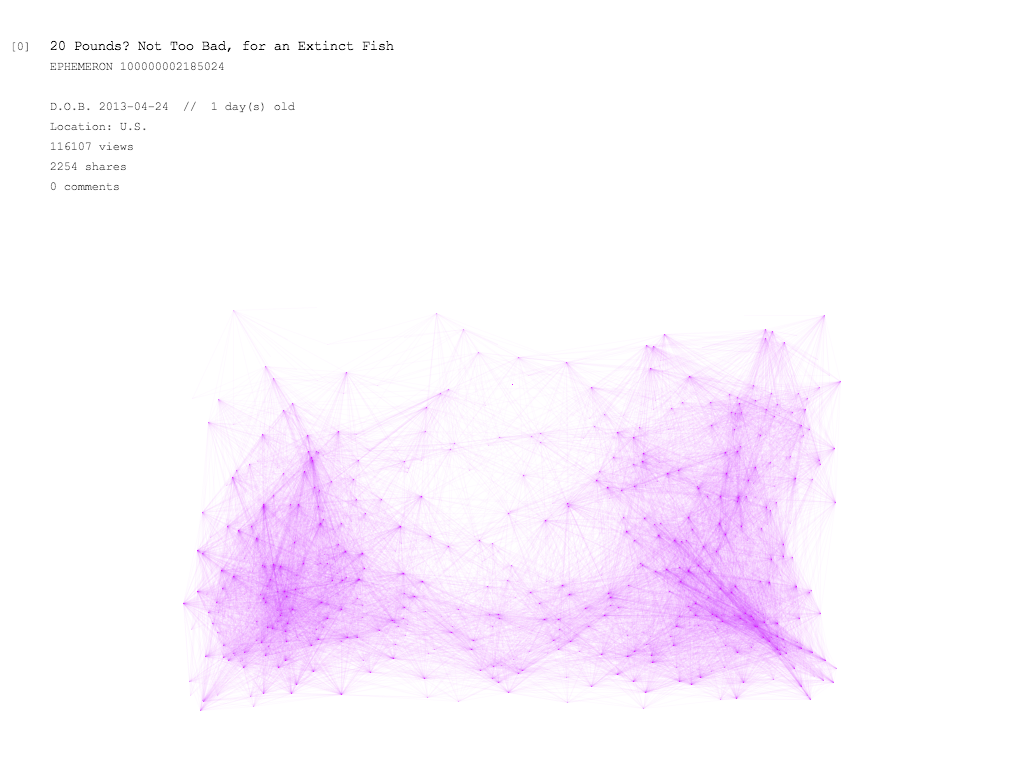 [0] 20 Pounds? Not Too Bad, for an Extinct Fish
EPHEMERON 100000002185024
D.O.B. 2013-04-24 // 1 day(s) old
Location: U.S.
116107 views
2254 shares
0 comments